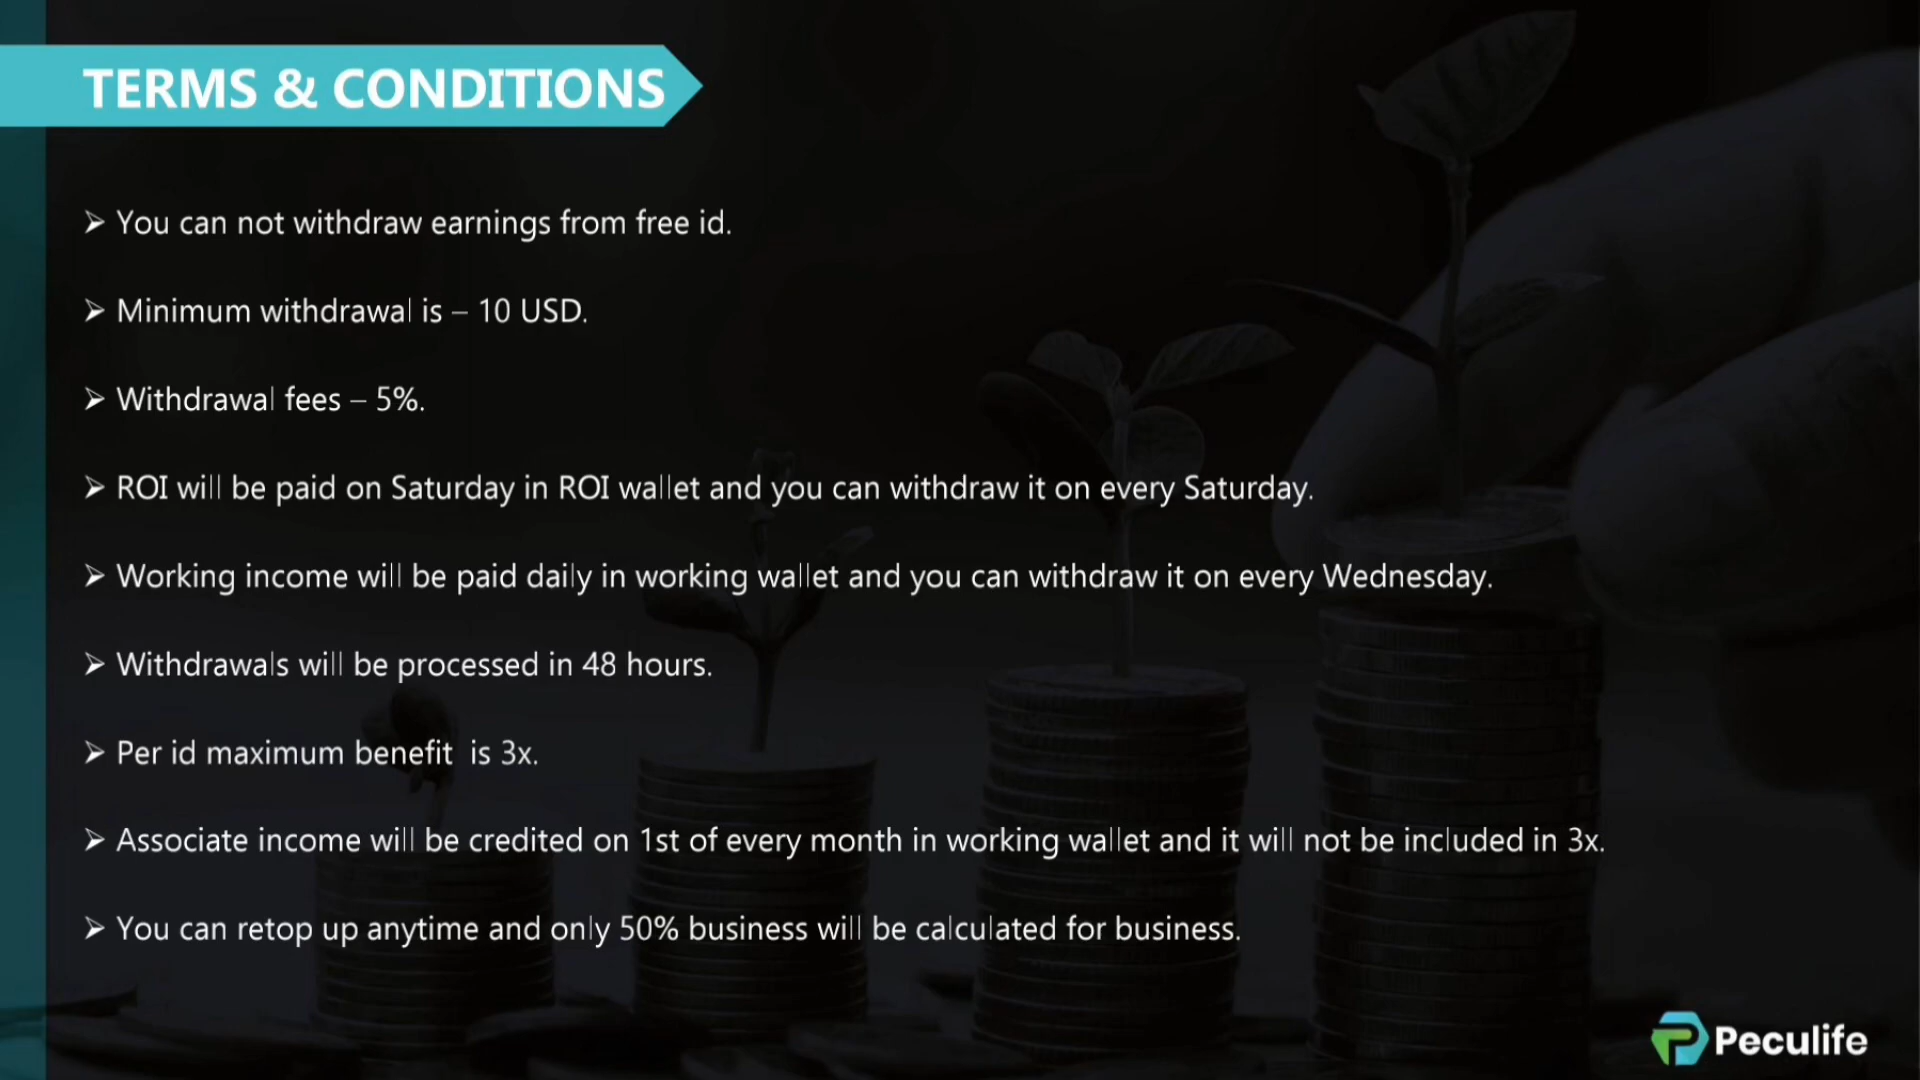 TERMS & CONDITIONS
➢ You can not withdraw earnings from free id.
➢ Minimum withdrawal is – 10 USD.
➢ Withdrawal fees – 5%.
➢ ROI will be paid on Saturday in ROI wallet and you can withdraw it on every Saturday.
➢ Working income will be paid daily in working wallet and you can withdraw it on every Wednesday.
➢ Withdrawals will be processed in 48 hours.
➢ Per id maximum benefit is 3x.
➢ Associate income will be credited on 1st of every month in working wallet and it will not be included in 3x.
➢ You can retop up anytime and only 50% business will be calculated for business.
Peculife